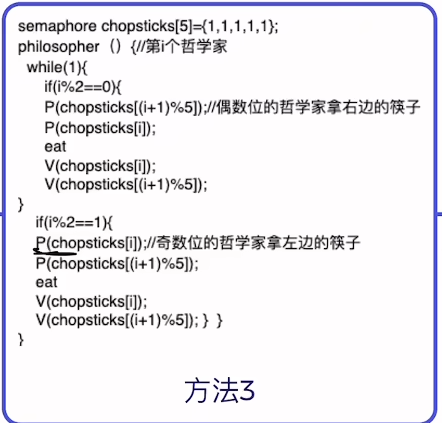 semaphore chopsticks[5]={1,1,1,1,1};
philosopher（）{//第i个哲学家
while(1){
if(i%2==0){
P(chopsticks[(i+1)%5]);//偶数位的哲学家拿右边的筷子
P(chopsticks[i]);
eat
V(chopsticks[i]);
V(chopsticks[(i+1)%5]);
}
if(i%2==1){
P(chopsticks[i]);//奇数位的哲学家拿左边的筷子
P(chopsticks[(i+1)%5]);
eat
V(chopsticks[i]);
V(chopsticks[(i+1)%5]); } }
}
方法3